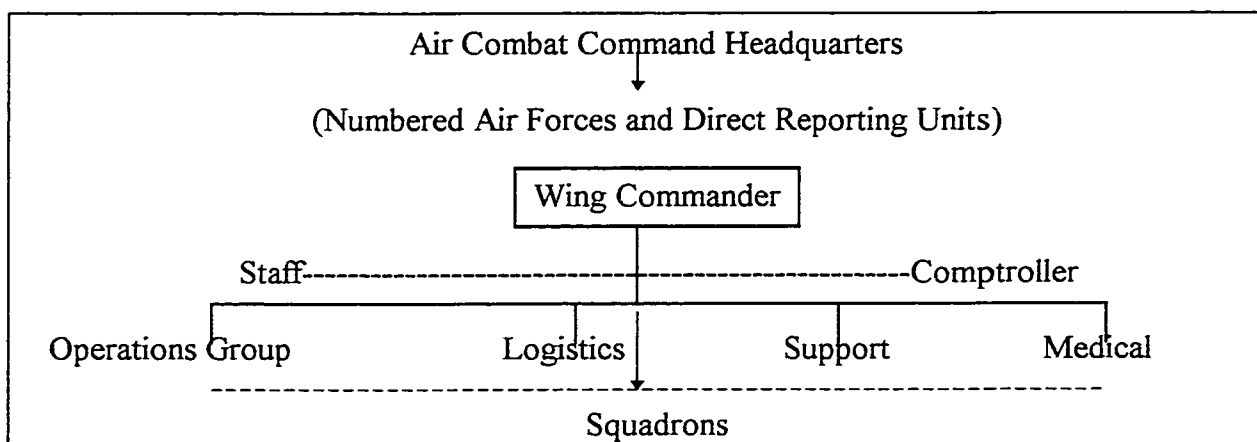 Air Combat Command Headquarters
(Numbered Air Forces and Direct Reporting Units)
Wing Commander
Staff Comptroller
Operations Group Logistics Support Medical
Squadrons